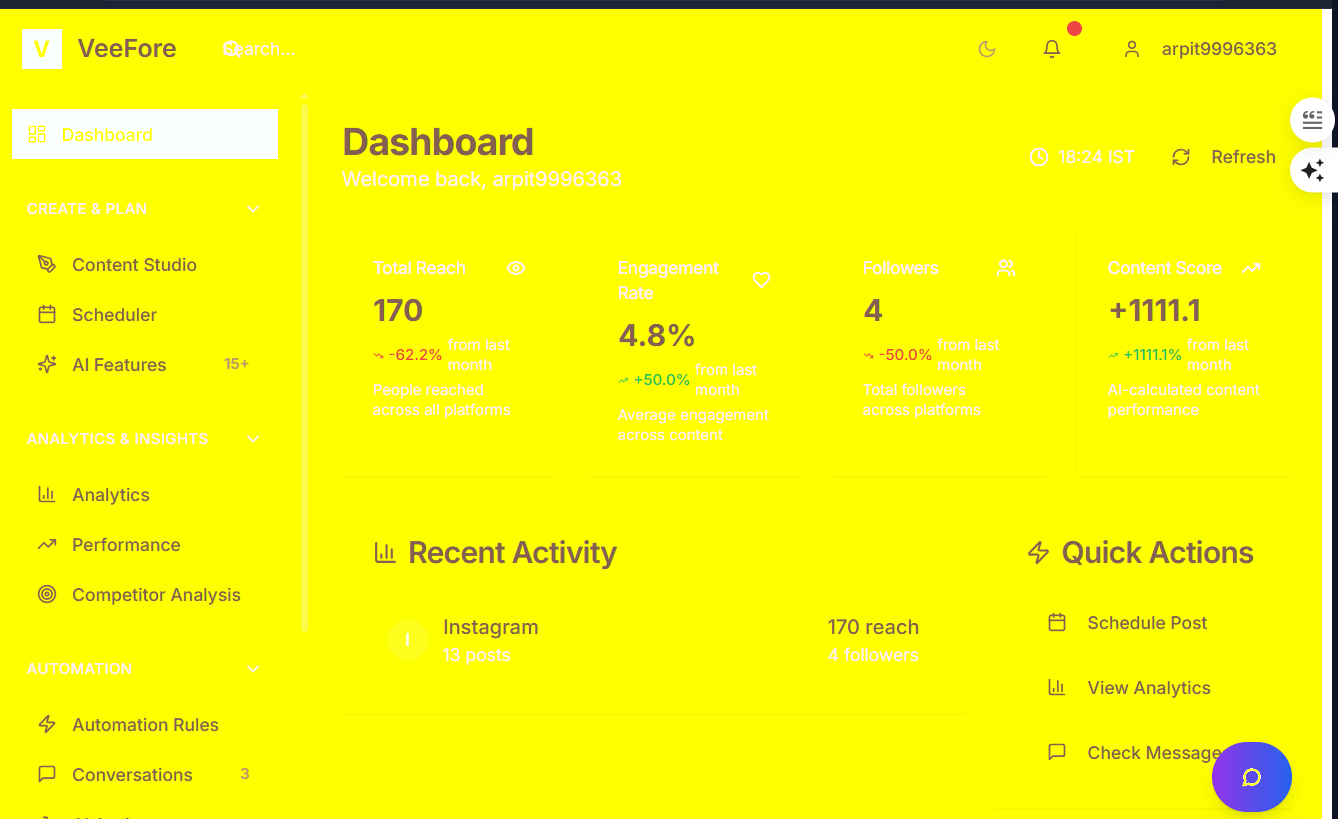 V VeeFore
Search...
arpit9996363
Dashboard
CREATE & PLAN
Content Studio
Scheduler
AI Features 15+
ANALYTICS & INSIGHTS
Analytics
Performance
Competitor Analysis
AUTOMATION
Automation Rules
Conversations 3
Dashboard
Welcome back, arpit9996363
18:24 IST
Refresh
Total Reach
170
-62.2% from last
month
People reached
across all platforms
Engagement
Rate
4.8%
+50.0% from last
month
Average engagement
across content
Followers
4
-50.0% from last
month
Total followers
across platforms
Content Score
+1111.1
+1111.1% from last
month
AI-calculated content
performance
Recent Activity
I
Instagram
13 posts
170 reach
4 followers
Quick Actions
Schedule Post
View Analytics
Check Message